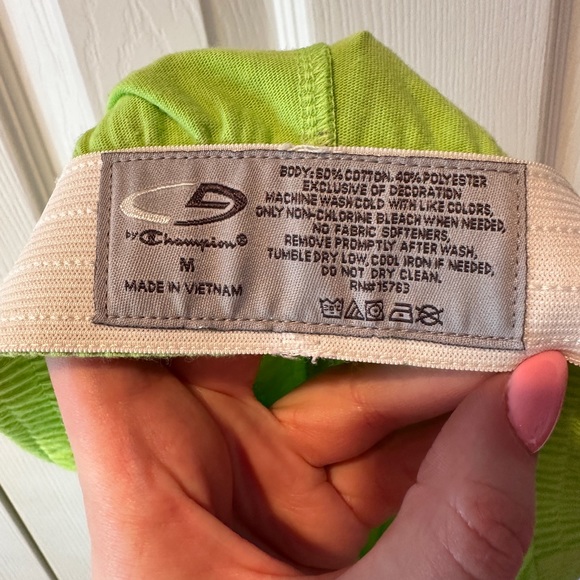 by Champion®
M
MADE IN VIETNAM
BODY: 60% COTTON, 40% POLYESTER
EXCLUSIVE OF DECORATION
MACHINE WASH COLD WITH LIKE COLORS,
ONLY NON-CHLORINE BLEACH WHEN NEEDED,
NO FABRIC SOFTENERS,
REMOVE PROMPTLY AFTER WASH,
TUMBLE DRY LOW, COOL IRON IF NEEDED,
DO NOT DRY CLEAN.
RN#15763